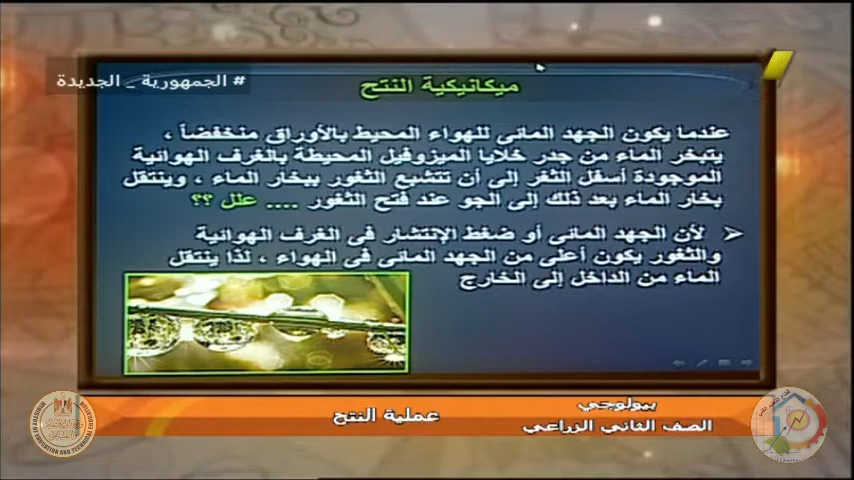 # الجمهورية _ الجديدة
ميكانيكية النتح
عندما يكون الجهد المائى للهواء المحيط بالأوراق منخفضاً ،
يتبخر الماء من جدر خلايا الميزوفيل المحيطة بالغرف الهوائية
الموجودة أسفل الثغر إلى أن تتشبع الثغور ببخار الماء ، وينتقل
بخار الماء بعد ذلك إلى الجو عند فتح الثغور .... علل ؟؟
لأن الجهد المائى أو ضغط الإنتشار فى الغرف الهوائية
والثغور يكون أعلى من الجهد المائى فى الهواء ، لذا ينتقل
الماء من الداخل إلى الخارج
بيولوجي
الصف الثاني الزراعي
عملية النتح